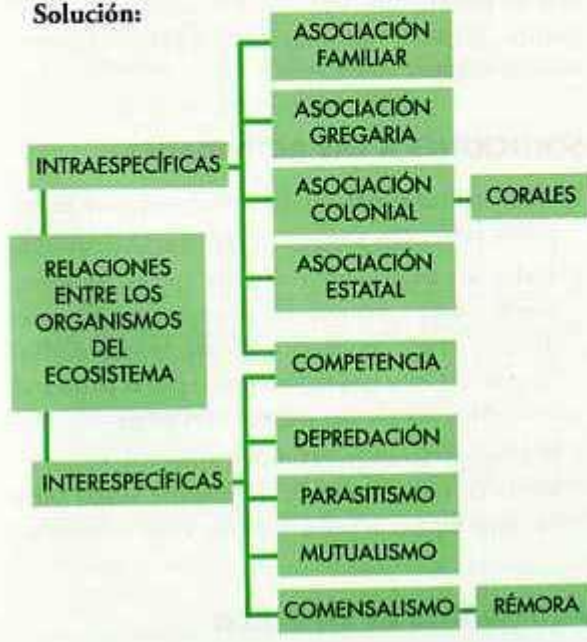 Solución:
ASOCIACIÓN
FAMILIAR
ASOCIACIÓN
GREGARIA
INTRAESPECÍFICAS
ASOCIACIÓN
COLONIAL
CORALES
ASOCIACIÓN
ESTATAL
RELACIONES
ENTRE LOS
ORGANISMOS
DEL
ECOSISTEMA
COMPETENCIA
DEPREDACIÓN
INTERESPECÍFICAS
PARASITISMO
MUTUALISMO
COMENSALISMO
RÉMORA